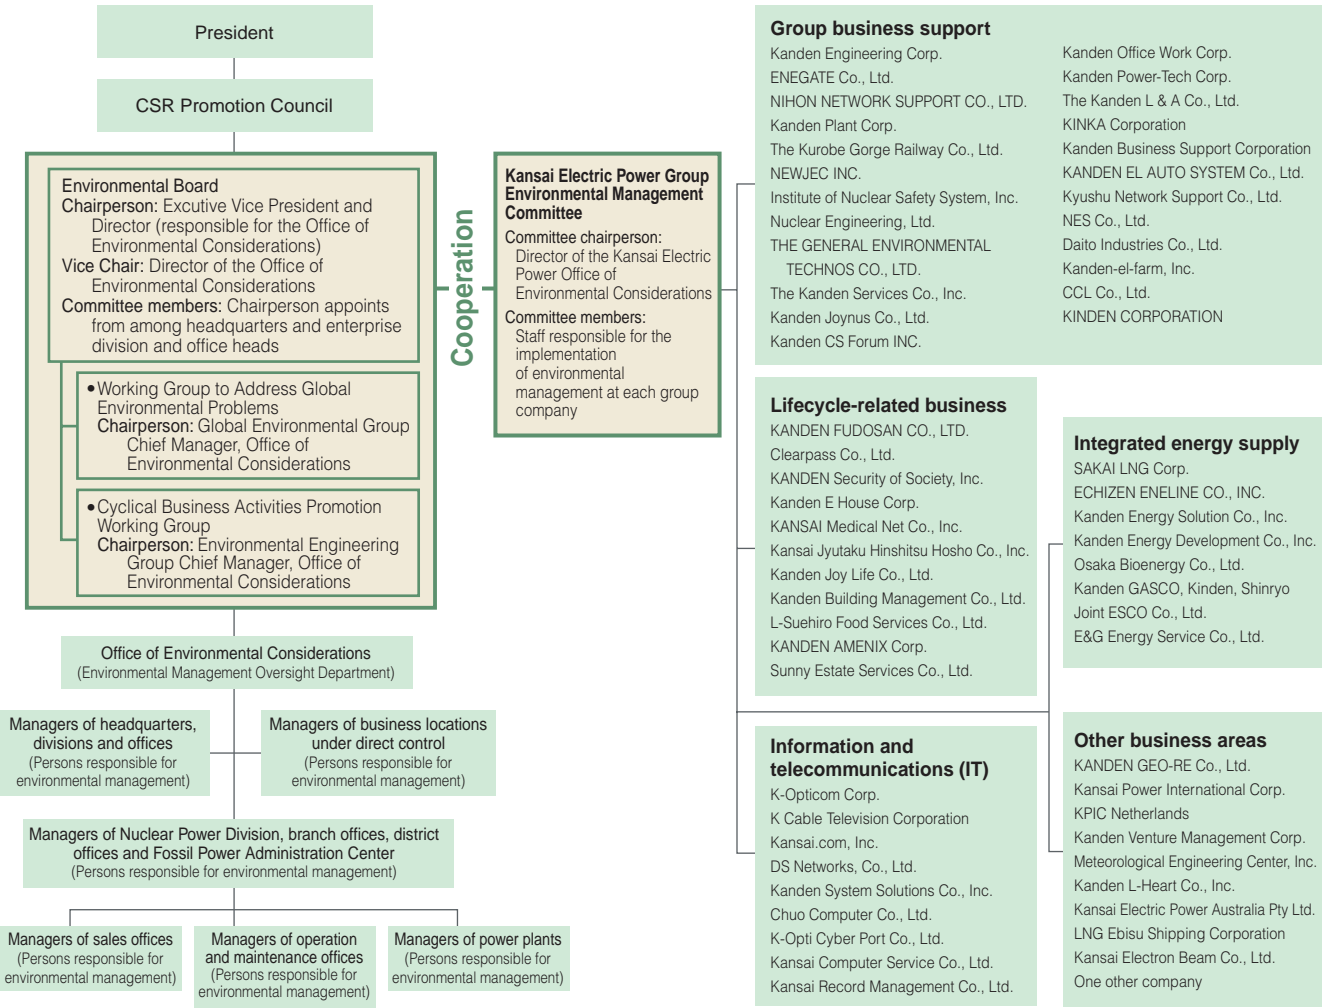 President
CSR Promotion Council
Environmental Board
Chairperson: Excutive Vice President and
Director (responsible for the Office of
Environmental Considerations)
Vice Chair: Director of the Office of
Environmental Considerations
Committee members: Chairperson appoints
from among headquarters and enterprise
division and office heads
•Working Group to Address Global
Environmental Problems
Chairperson: Global Environmental Group
Chief Manager, Office of
Environmental Considerations
•Cyclical Business Activities Promotion
Working Group
Chairperson: Environmental Engineering
Group Chief Manager, Office of
Environmental Considerations
Cooperation
Kansai Electric Power Group
Environmental Management
Committee
Committee chairperson:
Director of the Kansai Electric
Power Office of
Environmental Considerations
Committee members:
Staff responsible for the
implementation
of environmental
management at each group
company
Office of Environmental Considerations
(Environmental Management Oversight Department)
Managers of headquarters,
divisions and offices
(Persons responsible for
environmental management)
Managers of business locations
under direct control
(Persons responsible for
environmental management)
Managers of Nuclear Power Division, branch offices, district
offices and Fossil Power Administration Center
(Persons responsible for environmental management)
Managers of sales offices
(Persons responsible for
environmental management)
Managers of operation
and maintenance offices
(Persons responsible for
environmental management)
Managers of power plants
(Persons responsible for
environmental management)
Group business support
Kanden Engineering Corp.
ENEGATE Co., Ltd.
NIHON NETWORK SUPPORT CO., LTD.
Kanden Plant Corp.
The Kurobe Gorge Railway Co., Ltd.
NEWJEC INC.
Institute of Nuclear Safety System, Inc.
Nuclear Engineering, Ltd.
THE GENERAL ENVIRONMENTAL
TECHNOS CO., LTD.
The Kanden Services Co., Inc.
Kanden Joynus Co., Ltd.
Kanden CS Forum INC.
Kanden Office Work Corp.
Kanden Power-Tech Corp.
The Kanden L & A Co., Ltd.
KINKA Corporation
Kanden Business Support Corporation
KANDEN EL AUTO SYSTEM Co., Ltd.
Kyushu Network Support Co., Ltd.
NES Co., Ltd.
Daito Industries Co., Ltd.
Kanden-el-farm, Inc.
CCL Co., Ltd.
KINDEN CORPORATION
Lifecycle-related business
KANDEN FUDOSAN CO., LTD.
Clearpass Co., Ltd.
KANDEN Security of Society, Inc.
Kanden E House Corp.
KANSAI Medical Net Co., Inc.
Kansai Jyutaku Hinshitsu Hosho Co., Inc.
Kanden Joy Life Co., Ltd.
Kanden Building Management Co., Ltd.
L-Suehiro Food Services Co., Ltd.
KANDEN AMENIX Corp.
Sunny Estate Services Co., Ltd.
Integrated energy supply
SAKAI LNG Corp.
ECHIZEN ENELINE CO., INC.
Kanden Energy Solution Co., Inc.
Kanden Energy Development Co., Inc.
Osaka Bioenergy Co., Ltd.
Kanden GASCO, Kinden, Shinryo
Joint ESCO Co., Ltd.
E&G Energy Service Co., Ltd.
Information and
telecommunications (IT)
K-Opticom Corp.
K Cable Television Corporation
Kansai.com, Inc.
DS Networks, Co., Ltd.
Kanden System Solutions Co., Inc.
Chuo Computer Co., Ltd.
K-Opti Cyber Port Co., Ltd.
Kansai Computer Service Co., Ltd.
Kansai Record Management Co., Ltd.
Other business areas
KANDEN GEO-RE Co., Ltd.
Kansai Power International Corp.
KPIC Netherlands
Kanden Venture Management Corp.
Meteorological Engineering Center, Inc.
Kanden L-Heart Co., Inc.
Kansai Electric Power Australia Pty Ltd.
LNG Ebisu Shipping Corporation
Kansai Electron Beam Co., Ltd.
One other company